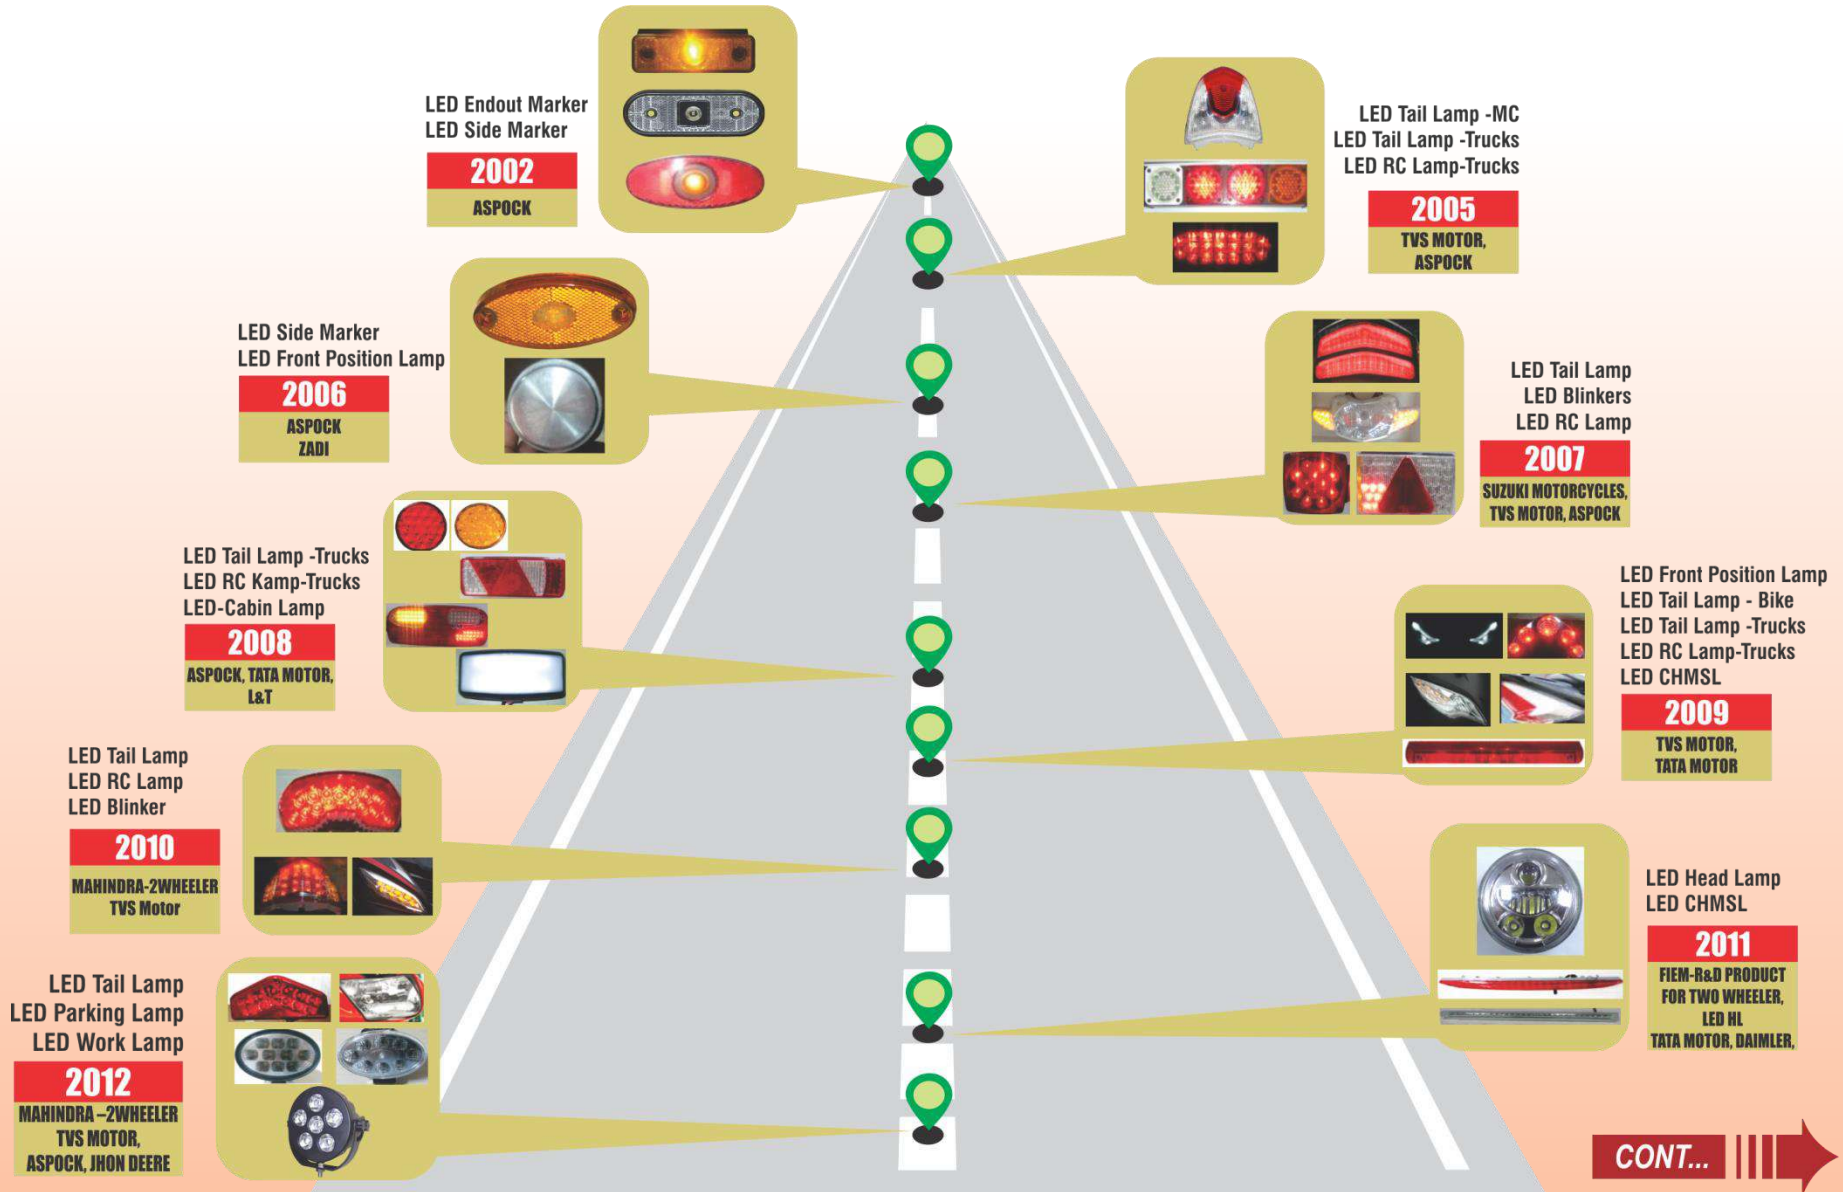 LED Endout Marker
LED Side Marker
2002
ASPOCK
LED Tail Lamp -MC
LED Tail Lamp -Trucks
LED RC Lamp-Trucks
2005
TVS MOTOR,
ASPOCK
LED Side Marker
LED Front Position Lamp
2006
ASPOCK
ZADI
LED Tail Lamp
LED Blinkers
LED RC Lamp
2007
SUZUKI MOTORCYCLES,
TVS MOTOR, ASPOCK
LED Tail Lamp -Trucks
LED RC Kamp-Trucks
LED-Cabin Lamp
2008
ASPOCK, TATA MOTOR,
L&T
LED Front Position Lamp
LED Tail Lamp - Bike
LED Tail Lamp -Trucks
LED RC Lamp-Trucks
LED CHMSL
2009
TVS MOTOR,
TATA MOTOR
LED Tail Lamp
LED RC Lamp
LED Blinker
2010
MAHINDRA-2WHEELER
TVS Motor
LED Head Lamp
LED CHMSL
2011
FIEM-R&D PRODUCT
FOR TWO WHEELER,
LED HL
TATA MOTOR, DAIMLER,
LED Tail Lamp
LED Parking Lamp
LED Work Lamp
2012
MAHINDRA –2WHEELER
TVS MOTOR,
ASPOCK, JHON DEERE
CONT...